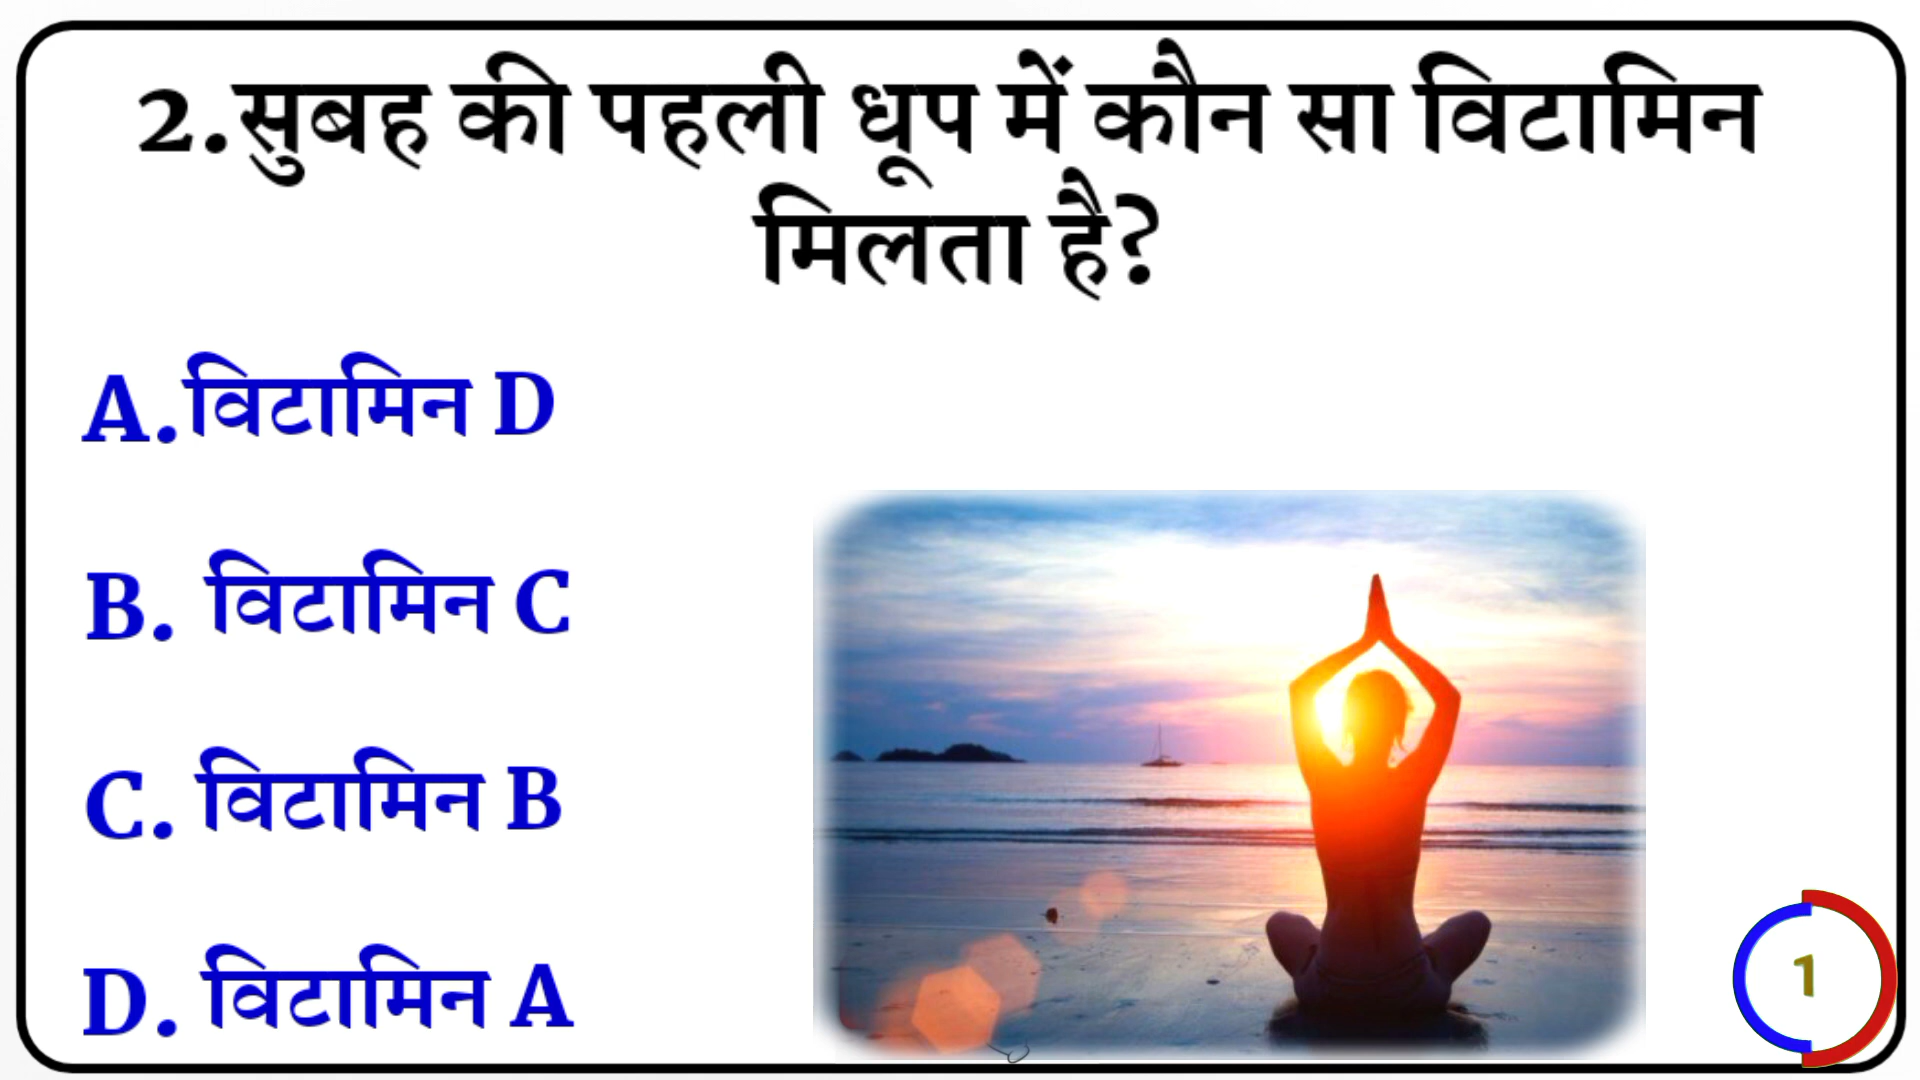 2.सुबह की पहली धूप में कौन सा विटामिन
मिलता है?
A.विटामिन D
B. विटामिन C
C. विटामिन B
D. विटामिन A
1